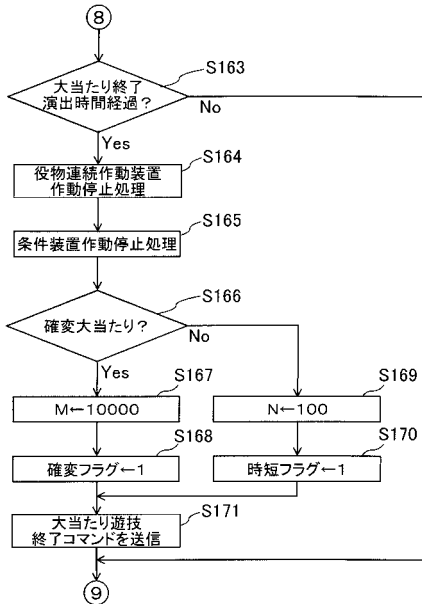 ⑧
S163
大当たり終了
演出時間経過？
No
Yes
S164
役物連続作動装置
作動停止処理
S165
条件装置作動停止処理
S166
確変大当たり？
No
Yes
S167
M←10000
S169
N←100
S168
確変フラグ←1
S170
時短フラグ←1
S171
大当たり遊技
終了コマンドを送信
⑨